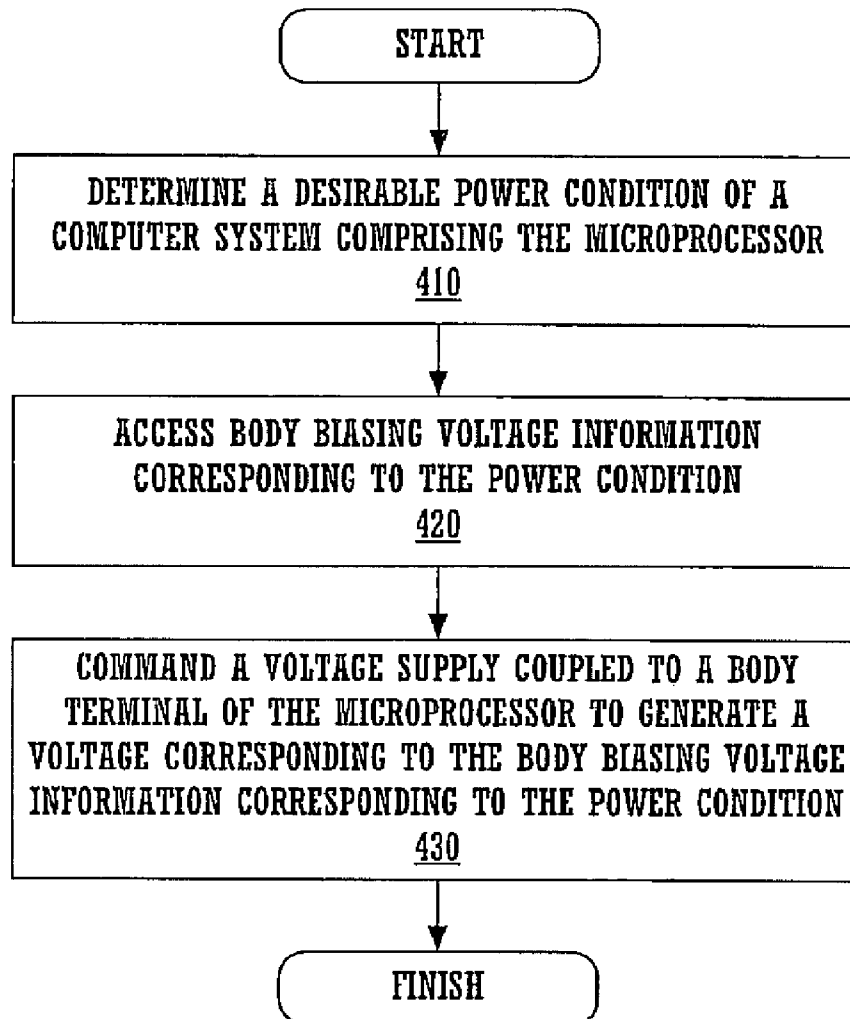 START
DETERMINE A DESIRABLE POWER CONDITION OF A
COMPUTER SYSTEM COMPRISING THE MICROPROCESSOR
410
ACCESS BODY BIASING VOLTAGE INFORMATION
CORRESPONDING TO THE POWER CONDITION
420
COMMAND A VOLTAGE SUPPLY COUPLED TO A BODY
TERMINAL OF THE MICROPROCESSOR TO GENERATE A
VOLTAGE CORRESPONDING TO THE BODY BIASING VOLTAGE
INFORMATION CORRESPONDING TO THE POWER CONDITION
430
FINISH